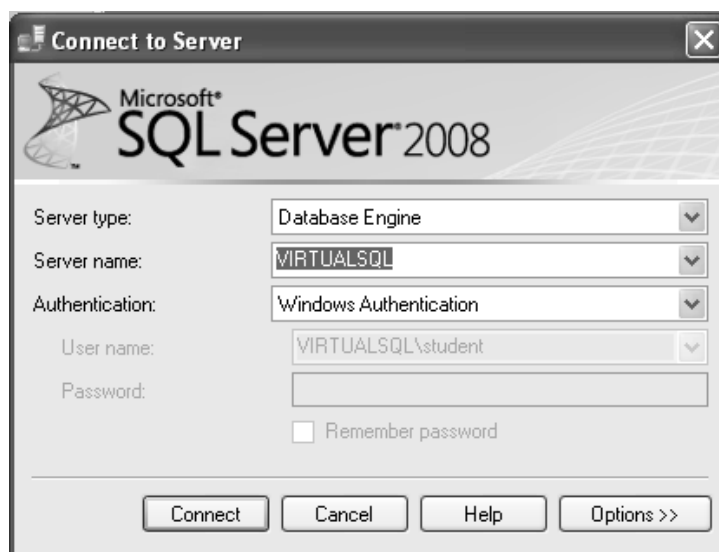 Connect to Server
Microsoft®
SQL Server® 2008
™
Server type: Database Engine
Server name: VIRTUALSQL
Authentication: Windows Authentication
User name: VIRTUALSQL\student
Password:
Remember password
Connect Cancel Help Options >>